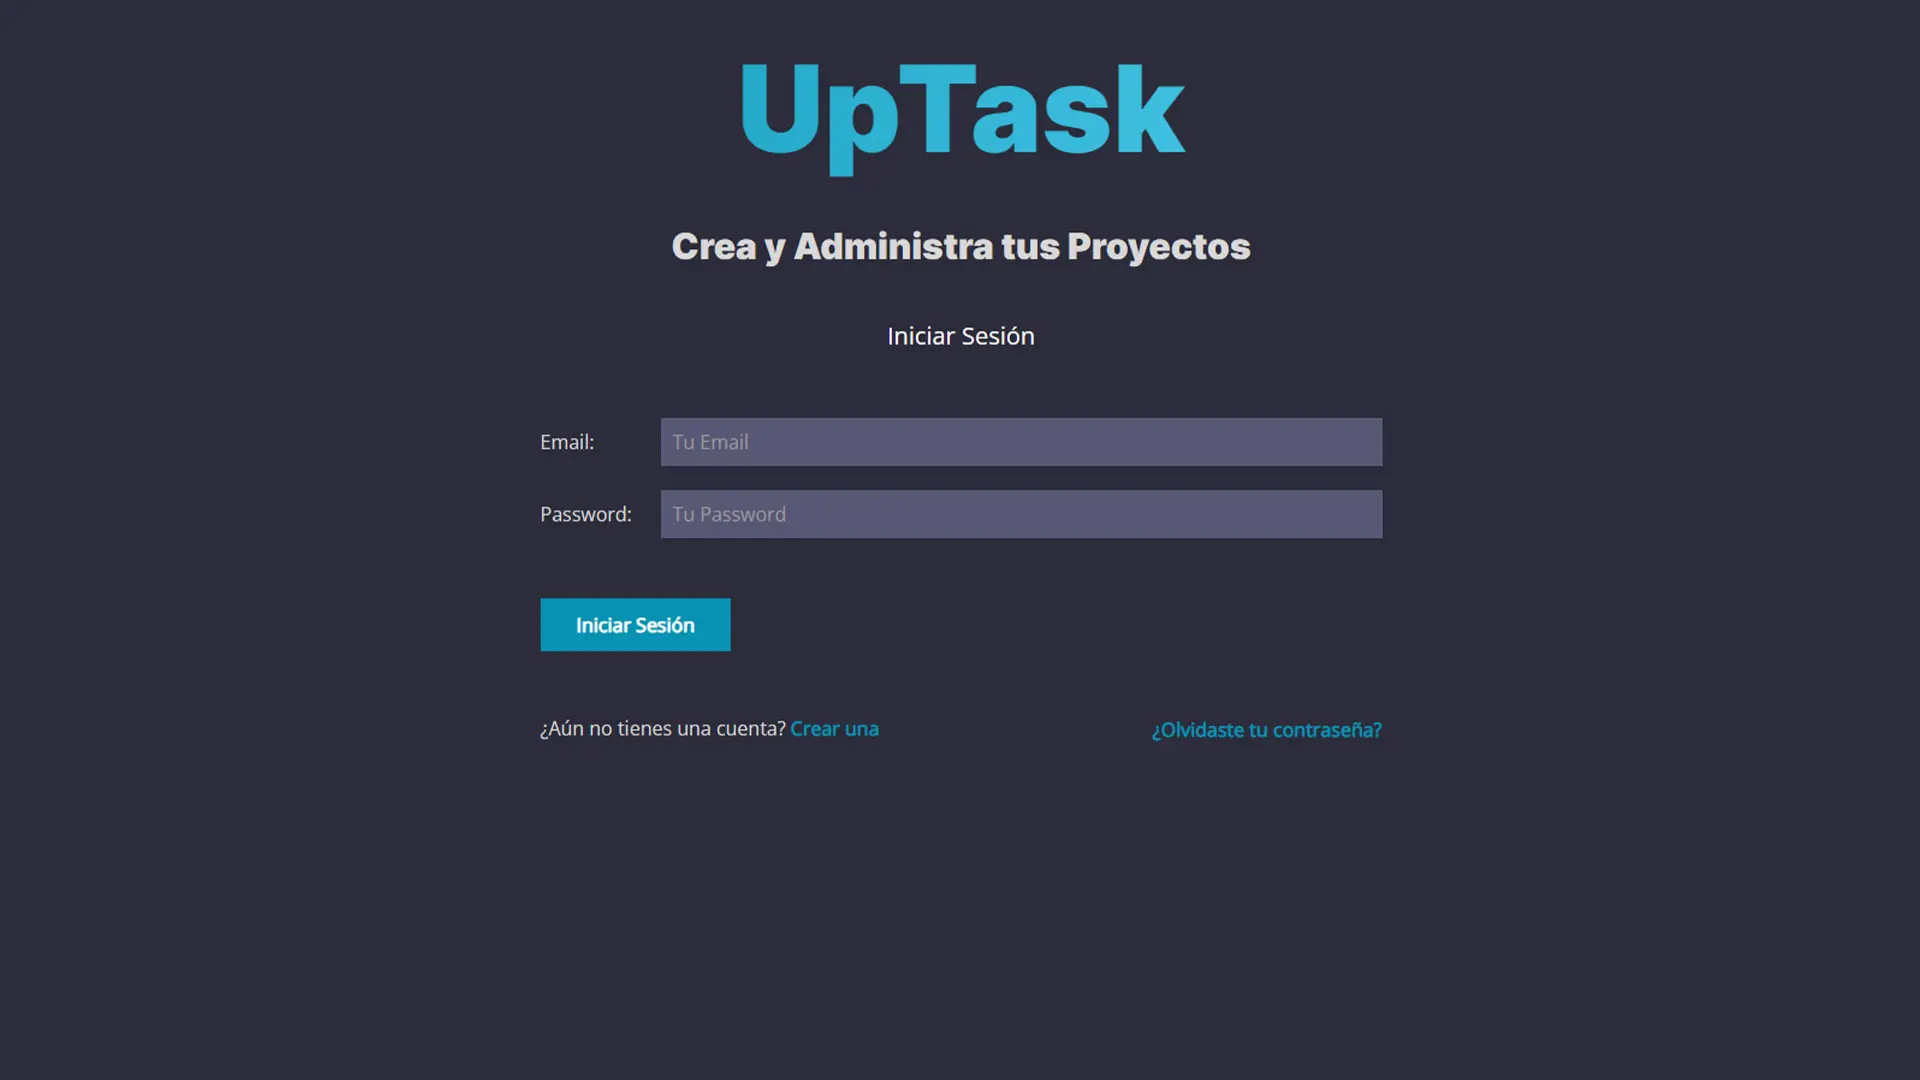 UpTask
Crea y Administra tus Proyectos
Iniciar Sesión
Email: Tu Email
Password: Tu Password
Iniciar Sesión
¿Aún no tienes una cuenta? Crear una ¿Olvidaste tu contraseña?